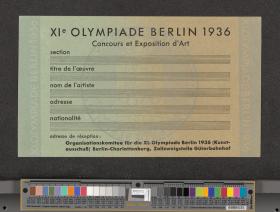 XIe OLYMPIADE BERLIN 1936
Concours et Exposition d'Art
section
titre de l'œuvre
nom de l'artiste
adresse
nationalité
adresse de réception:
Organisationskomitee für die XI. Olympiade Berlin 1936 (Kunst-
ausschuß) Berlin-Charlottenburg, Zollzweigstelle Güterbahnhof